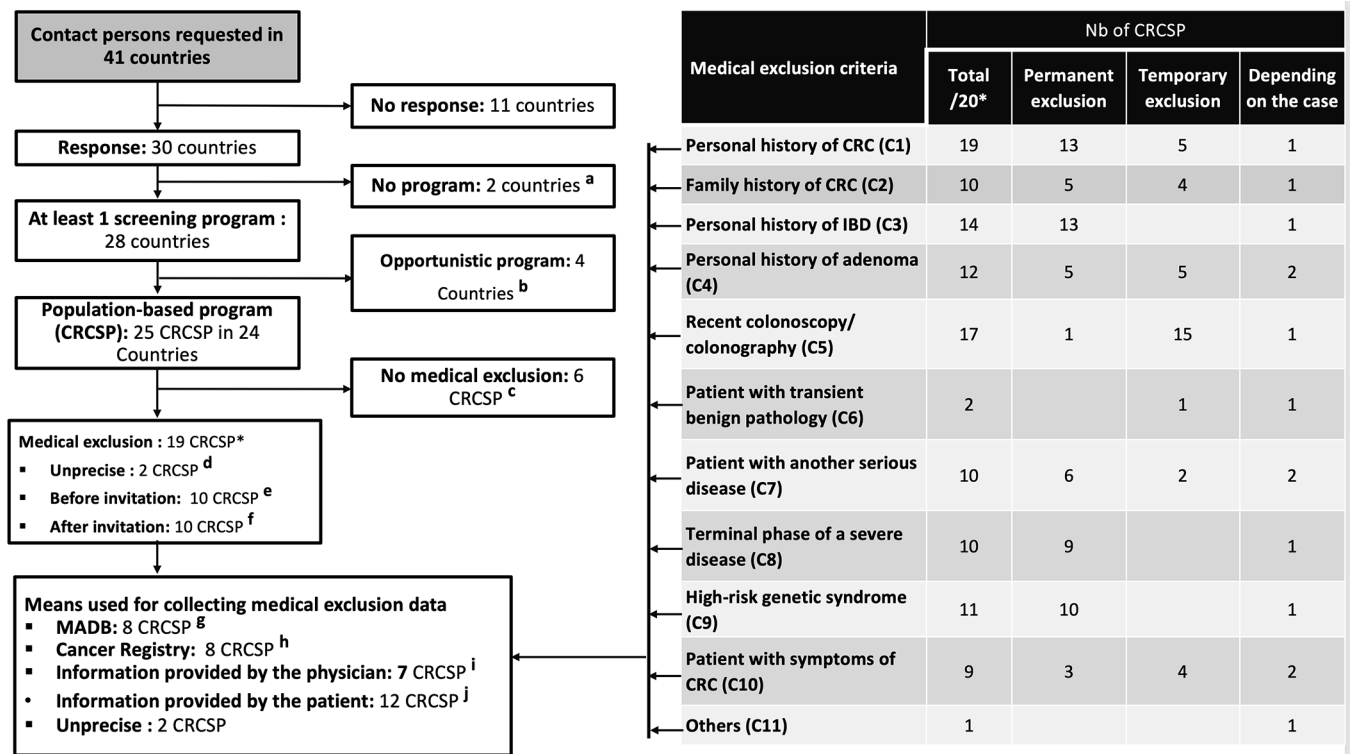 Contact persons requested in
41 countries
No response: 11 countries
Response: 30 countries
No program: 2 countries a
At least 1 screening program :
28 countries
Opportunistic program: 4
Countries b
Population-based program
(CRCSP): 25 CRCSP in 24
Countries
No medical exclusion: 6
CRCSP c
Medical exclusion : 19 CRCSP*
▪ Unprecise : 2 CRCSP d
▪ Before invitation: 10 CRCSP e
▪ After invitation: 10 CRCSP f
Means used for collecting medical exclusion data
▪ MADB: 8 CRCSP g
▪ Cancer Registry: 8 CRCSP h
▪ Information provided by the physician: 7 CRCSP i
• Information provided by the patient: 12 CRCSP j
▪ Unprecise : 2 CRCSP
Medical exclusion criteria
Nb of CRCSP
Total
/20*
Permanent
exclusion
Temporary
exclusion
Depending
on the case
Personal history of CRC (C1) 19 13 5 1
Family history of CRC (C2) 10 5 4 1
Personal history of IBD (C3) 14 13 1
Personal history of adenoma
(C4) 12 5 5 2
Recent colonoscopy/
colonography (C5) 17 1 15 1
Patient with transient
benign pathology (C6) 2 1 1
Patient with another serious
disease (C7) 10 6 2 2
Terminal phase of a severe
disease (C8) 10 9 1
High-risk genetic syndrome
(C9) 11 10 1
Patient with symptoms of
CRC (C10) 9 3 4 2
Others (C11) 1 1